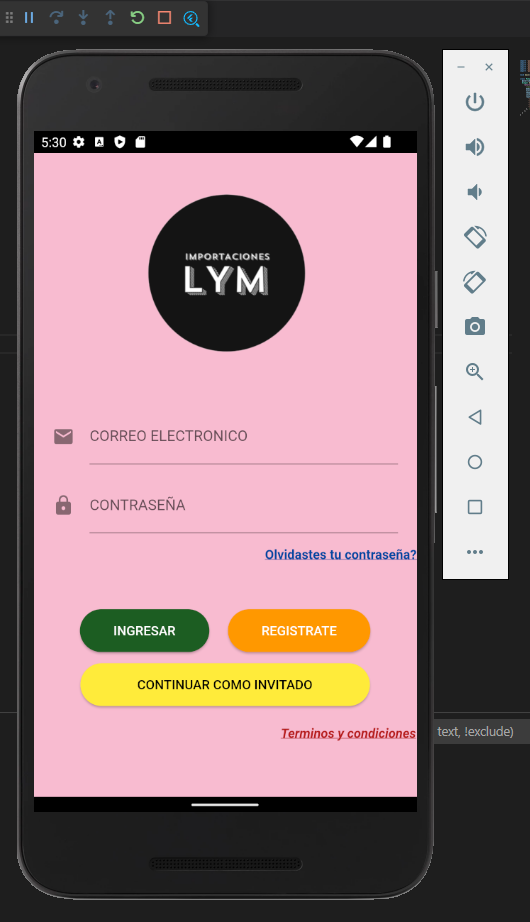 5:30
IMPORTACIONES
LYM
CORREO ELECTRONICO
CONTRASEÑA
Olvidastes tu contraseña?
INGRESAR REGISTRATE
CONTINUAR COMO INVITADO
Terminos y condiciones
text, !exclude)